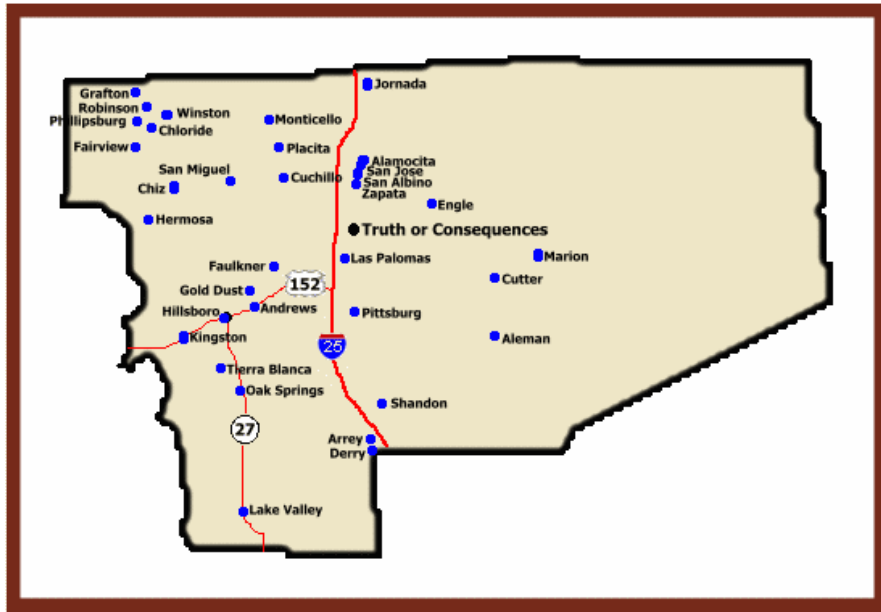 Jornada
Grafton
Robinson
Winston
Phillipsburg
Monticello
Chloride
Fairview
Placita
Alamocita
San Miguel
San Jose
Cuchillo
San Albino
Chiz
Zapata
Engle
Hermosa
Truth or Consequences
Las Palomas
Marion
Faulkner
Cutter
152
Gold Dust
Andrews
Hillsboro
Pittsburg
Kingston
Aleman
25
Tierra Blanca
Oak Springs
Shandon
27
Arrey
Derry
Lake Valley